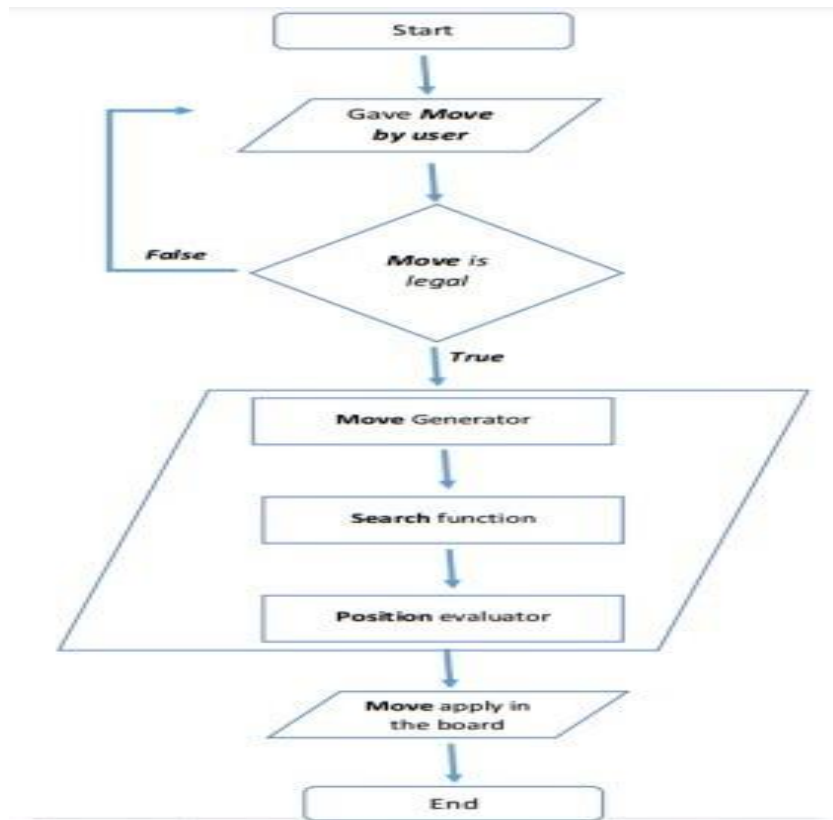 Start
Gave Move
by user
False
Move is
legal
True
Move Generator
Search function
Position evaluator
Move apply in
the board
End